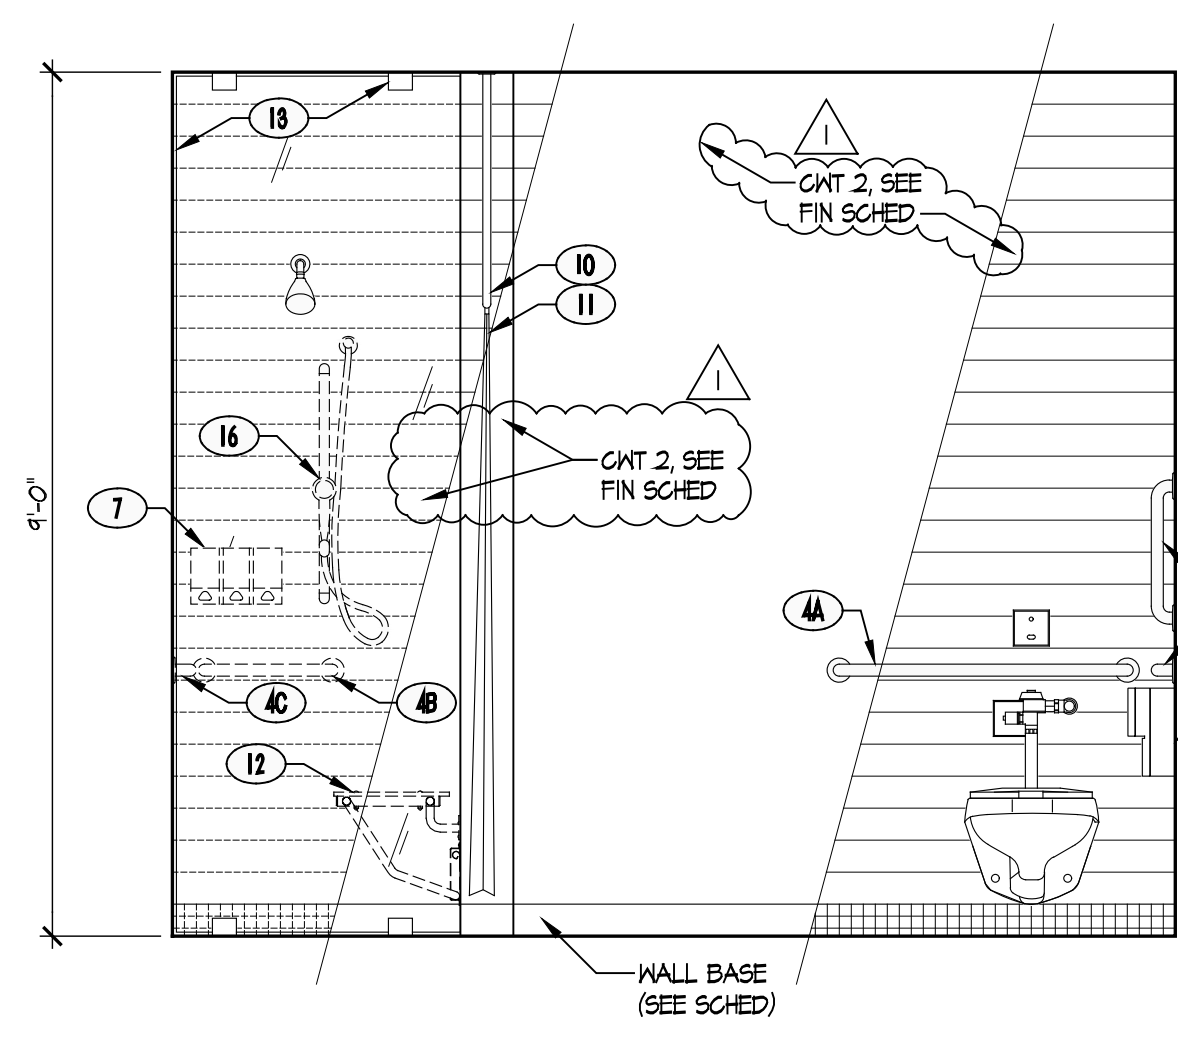 13
1
CWT 2, SEE
FIN SCHED
10
11
1
16
CWT 2, SEE
FIN SCHED
7
9'-0"
4A
4C
4B
12
WALL BASE
(SEE SCHED)